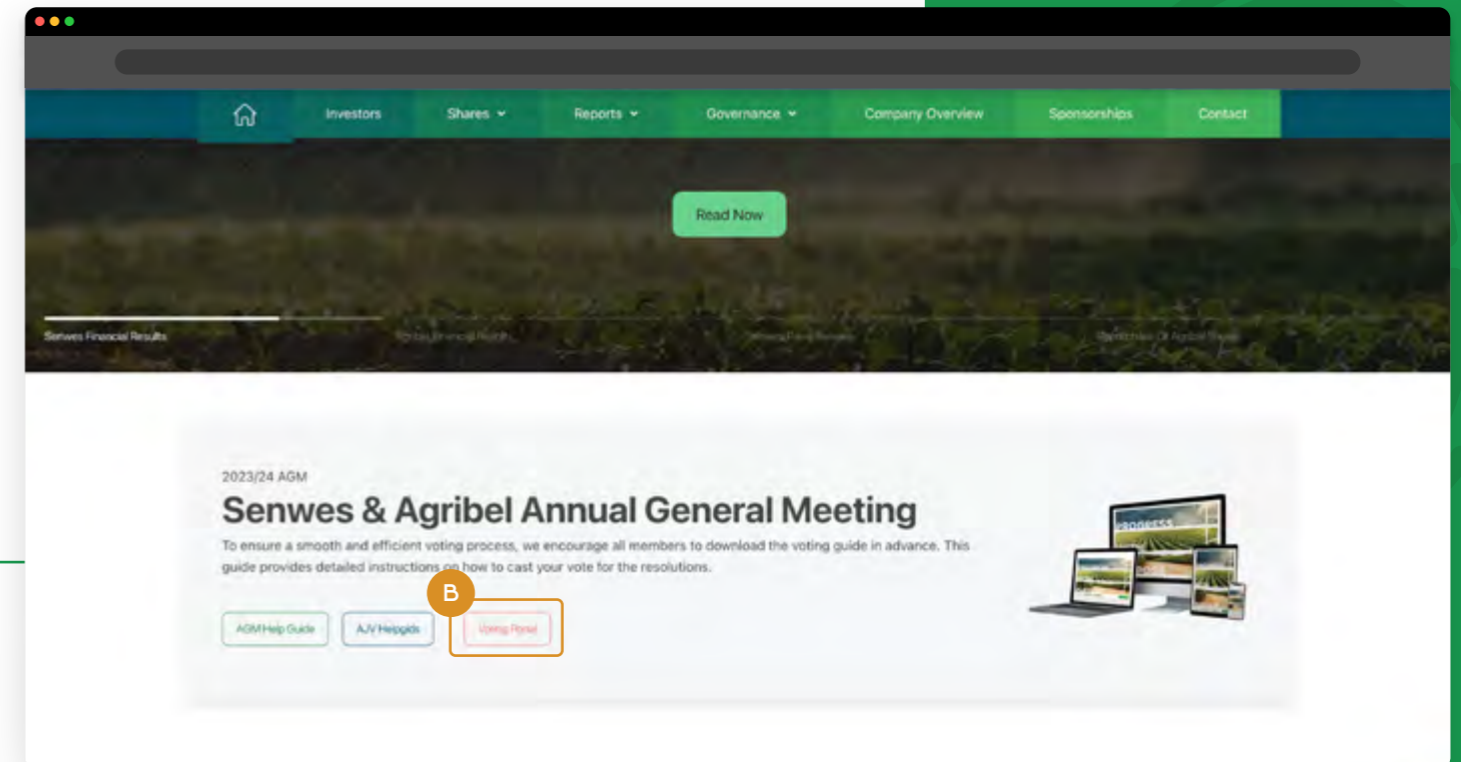 Investors Shares Reports Governance Company Overview Sponsorships Contact
Read Now
Senwes Financial Results
2023/24 AGM
Senwes & Agribel Annual General Meeting
To ensure a smooth and efficient voting process, we encourage all members to download the voting guide in advance. This
guide provides detailed instructions on how to cast your vote for the resolutions.
B
AGM Help Guide AJV Helpgids Voting Portal
PROGRESS